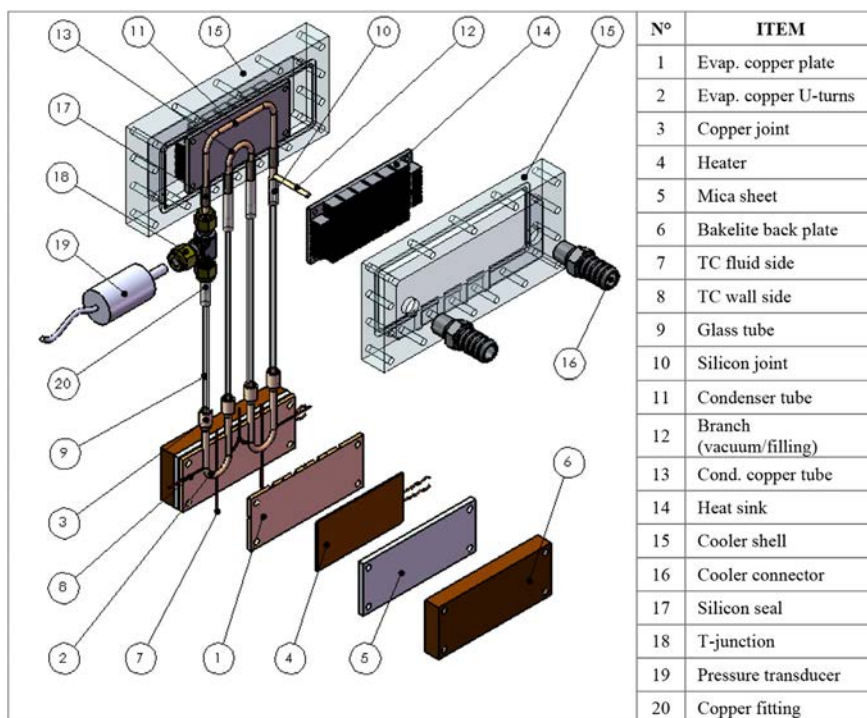 13
11
15
10
12
14
15
17
18
19
20
16
9
3
8
6
2
7
1
4
5
N° ITEM
1 Evap. copper plate
2 Evap. copper U-turns
3 Copper joint
4 Heater
5 Mica sheet
6 Bakelite back plate
7 TC fluid side
8 TC wall side
9 Glass tube
10 Silicon joint
11 Condenser tube
12 Branch
(vacuum/filling)
13 Cond. copper tube
14 Heat sink
15 Cooler shell
16 Cooler connector
17 Silicon seal
18 T-junction
19 Pressure transducer
20 Copper fitting